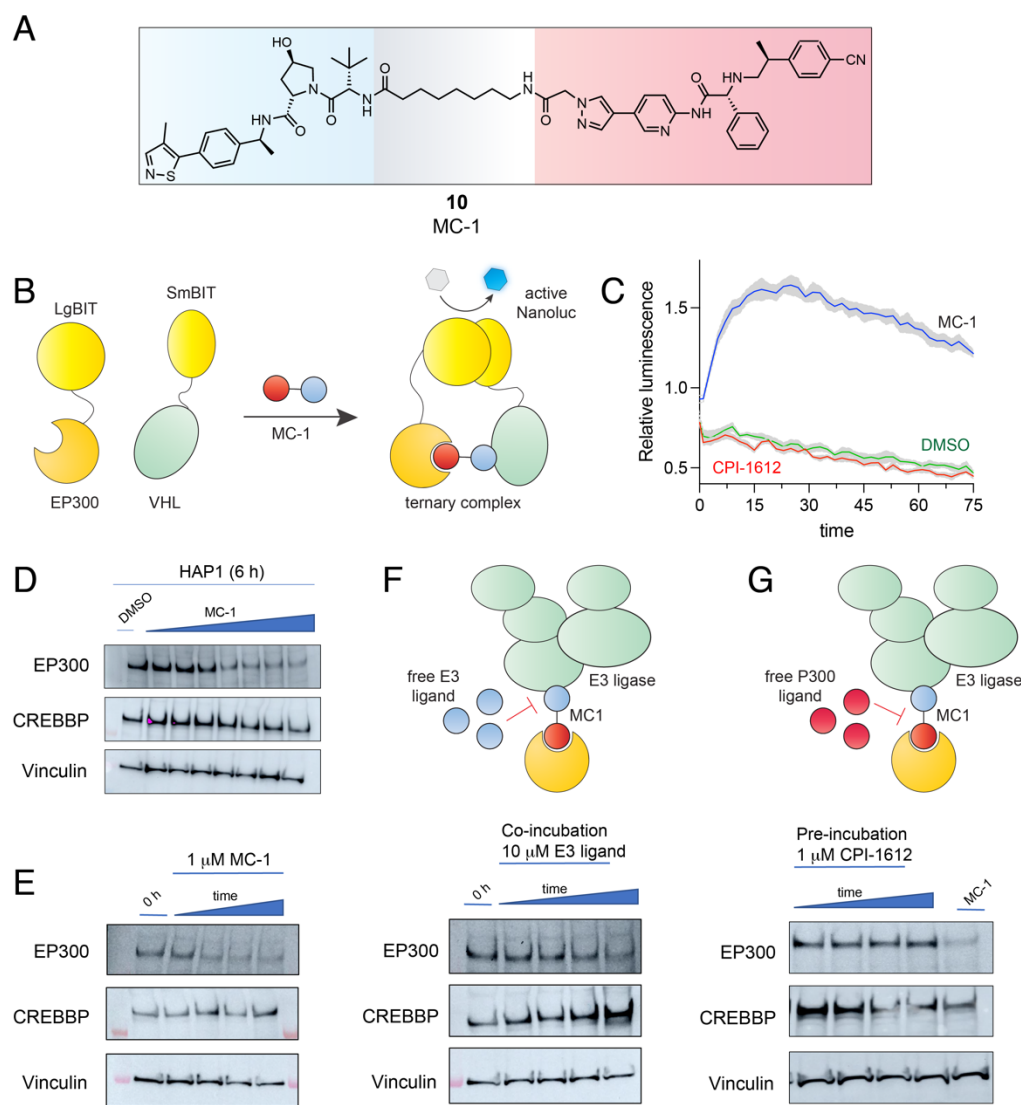 A
HO
O
O
N
O
N
H
HN
O
N
S
H
N
O
N
N
N
O
NH
HN
CN
10
MC-1
B
LgBIT
SmBIT
EP300
VHL
MC-1
active
Nanoluc
ternary complex
C
Relative luminescence
1.5
1.0
0.5
MC-1
DMSO
CPI-1612
0 15 30 45 60 75
time
D
HAP1 (6 h)
DMSO
MC-1
EP300
CREBBP
Vinculin
F
free E3
ligand
E3 ligase
MC1
G
free P300
ligand
E3 ligase
MC1
E
1 μM MC-1
0 h
time
EP300
CREBBP
Vinculin
Co-incubation
10 μM E3 ligand
0 h
time
EP300
CREBBP
Vinculin
Pre-incubation
1 μM CPI-1612
time
MC-1
EP300
CREBBP
Vinculin